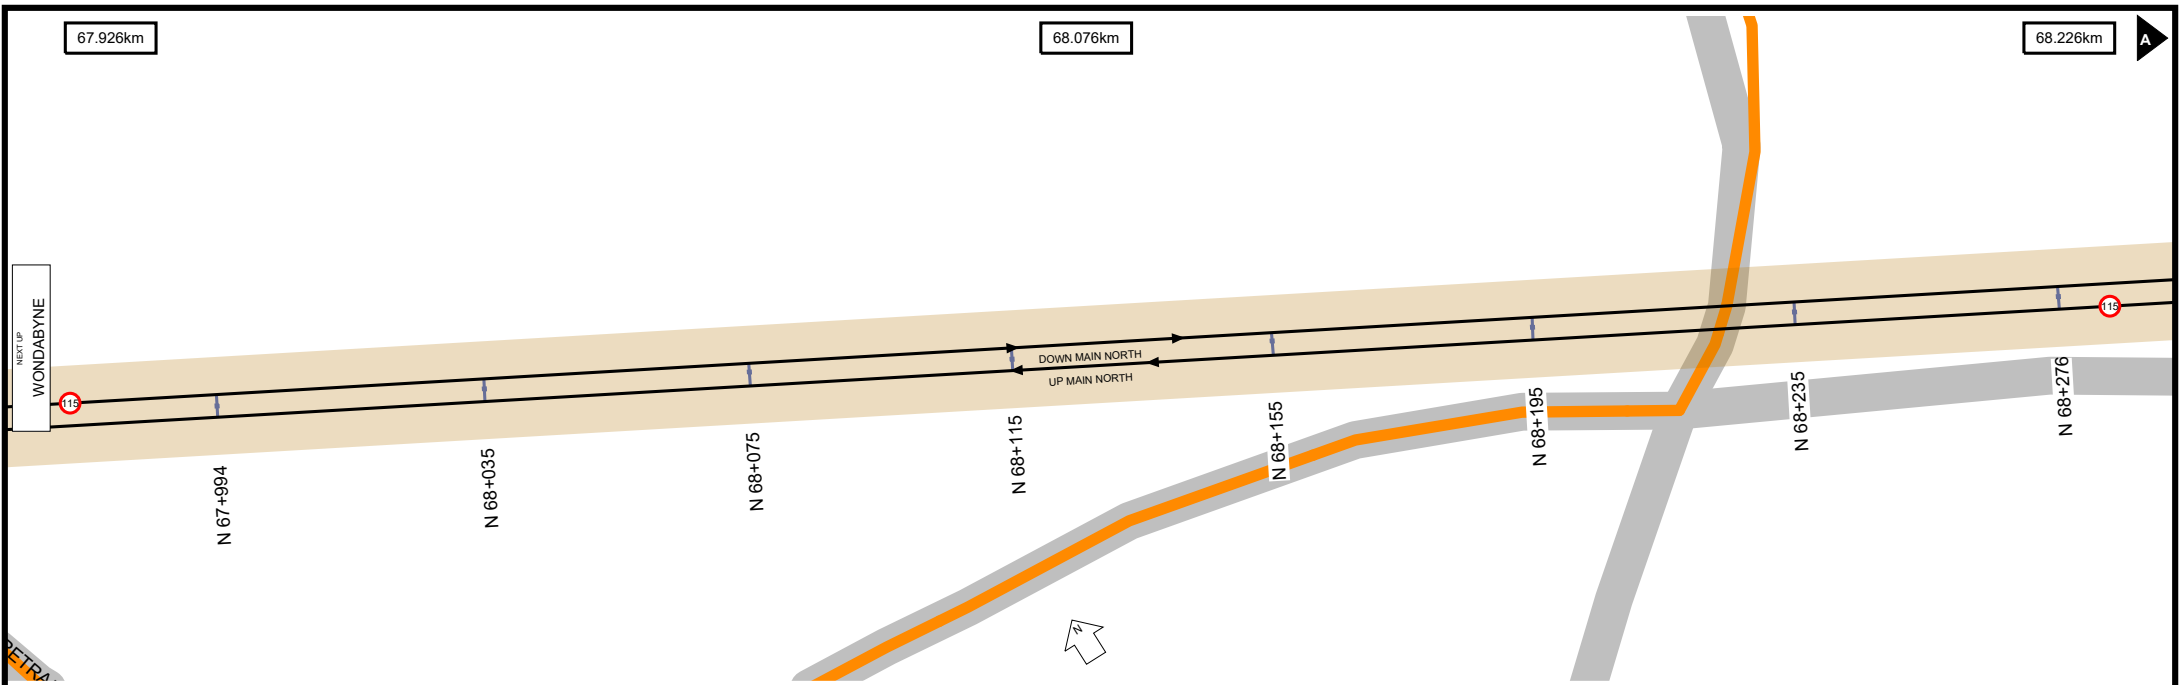 67.926km
68.076km
68.226km
A
NEXT UP
WONDABYNE
115
115
DOWN MAIN NORTH
UP MAIN NORTH
N 67+994
N 68+035
N 68+075
N 68+115
N 68+155
N 68+195
N 68+235
N 68+276
N